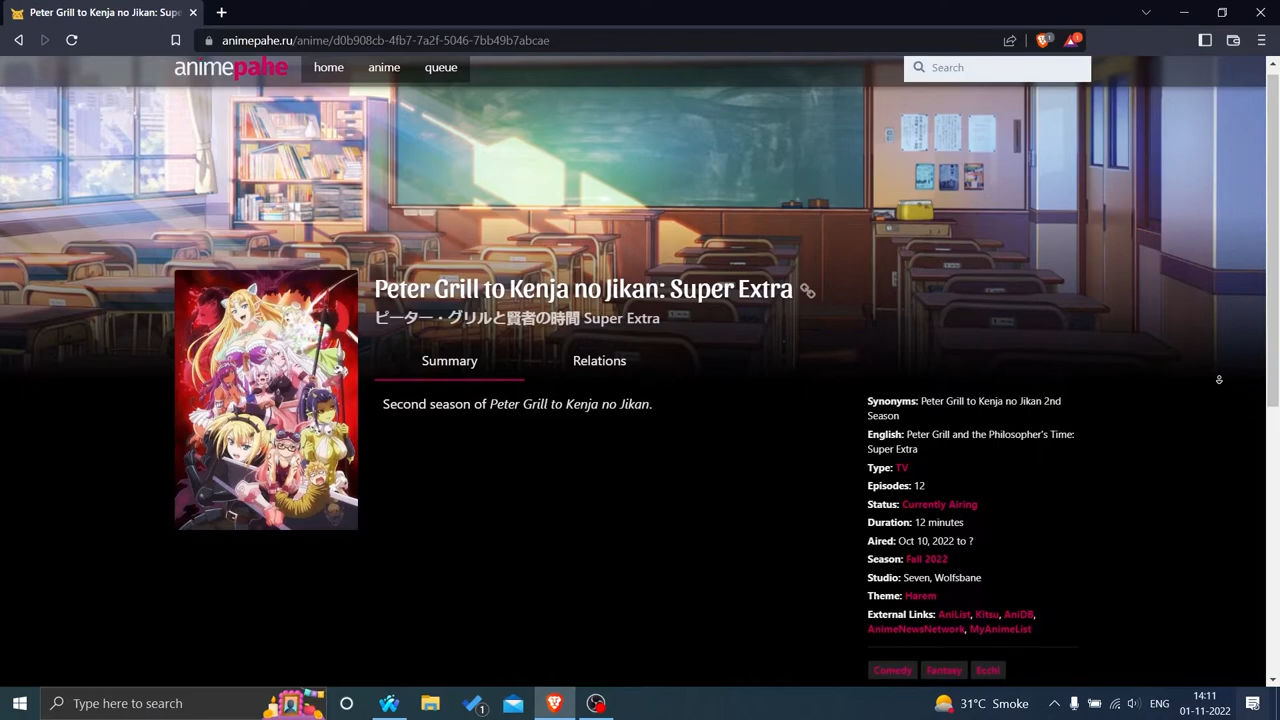 Peter Grill to Kenja no Jikan: Supe
animepahe.ru/anime/d0b908cb-4fb7-7a2f-5046-7bb49b7abcae
1
1
animepahe home anime queue
Search
Peter Grill to Kenja no Jikan: Super Extra
ピーター・グリルと賢者の時間 Super Extra
Summary Relations
Second season of Peter Grill to Kenja no Jikan.
Synonyms: Peter Grill to Kenja no Jikan 2nd
Season
English: Peter Grill and the Philosopher's Time:
Super Extra
Type: TV
Episodes: 12
Status: Currently Airing
Duration: 12 minutes
Aired: Oct 10, 2022 to ?
Season: Fall 2022
Studio: Seven, Wolfsbane
Theme: Harem
External Links: AniList, Kitsu, AniDB,
AnimeNewsNetwork, MyAnimeList
Comedy Fantasy Ecchi
Type here to search
1
31°C Smoke
ENG
14:11
01-11-2022